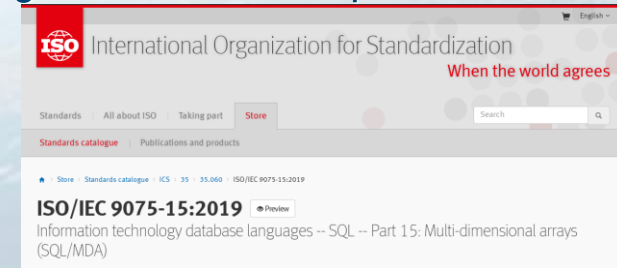 English
ISO
International Organization for Standardization
When the world agrees
Standards
All about ISO
Taking part
Store
Search
Standards catalogue
Publications and products
Store
Standards catalogue
ICS
35
35.060
ISO/IEC 9075-15:2019
ISO/IEC 9075-15:2019
Preview
Information technology database languages -- SQL -- Part 15: Multi-dimensional arrays
(SQL/MDA)